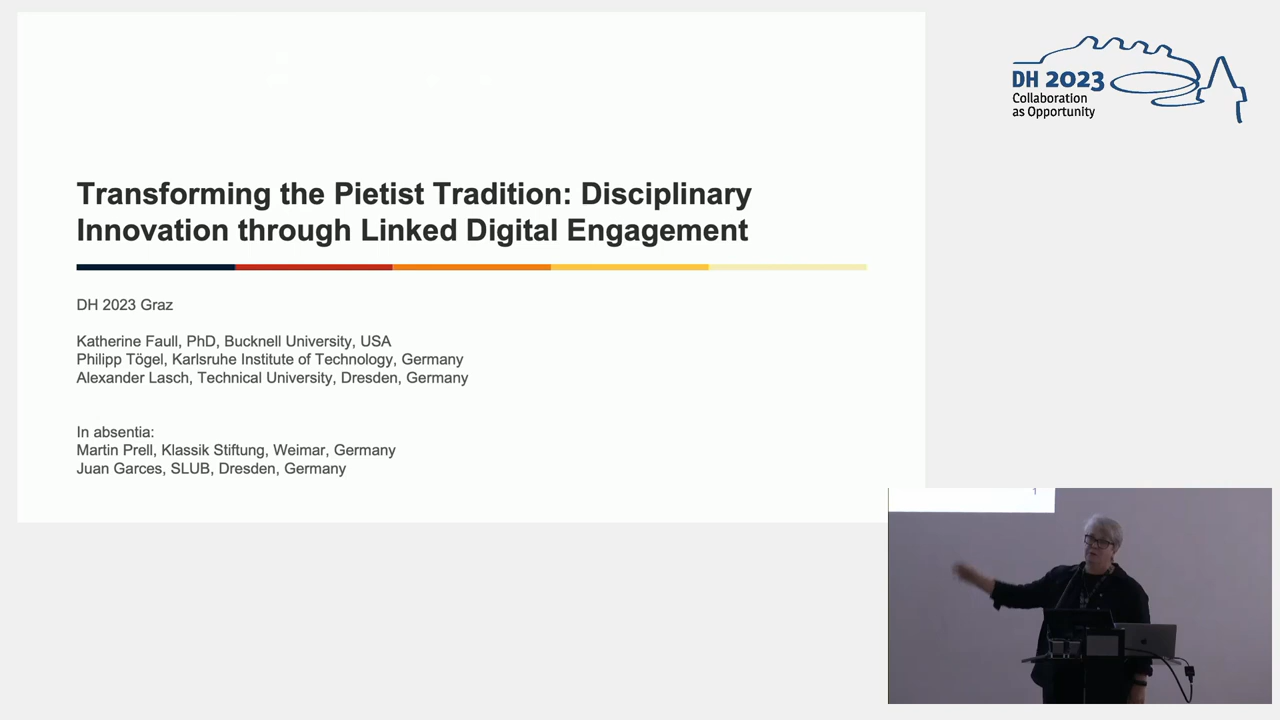 Transforming the Pietist Tradition: Disciplinary
Innovation through Linked Digital Engagement
DH 2023 Graz
Katherine Faull, PhD, Bucknell University, USA
Philipp Tögel, Karlsruhe Institute of Technology, Germany
Alexander Lasch, Technical University, Dresden, Germany
In absentia:
Martin Prell, Klassik Stiftung, Weimar, Germany
Juan Garces, SLUB, Dresden, Germany
DH 2023
Collaboration
as Opportunity
1